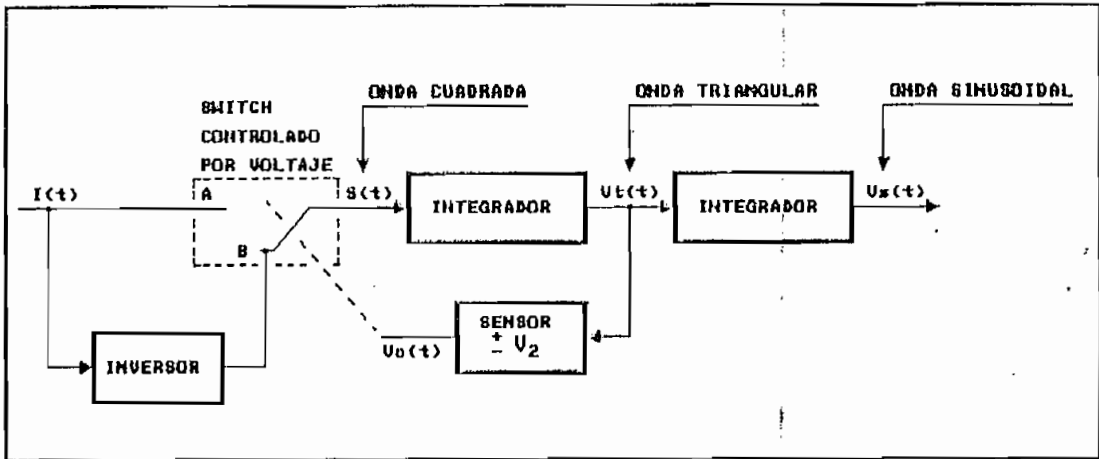 ONDA CUADRADA
ONDA TRIANGULAR
ONDA SINUSOIDAL
SWITCH
CONTROLADO
POR VOLTAJE
I(t)
A
S(t)
INTEGRADOR
Vt(t)
INTEGRADOR
Vs(t)
B
INVERSOR
Vo(t)
SENSOR
± V2